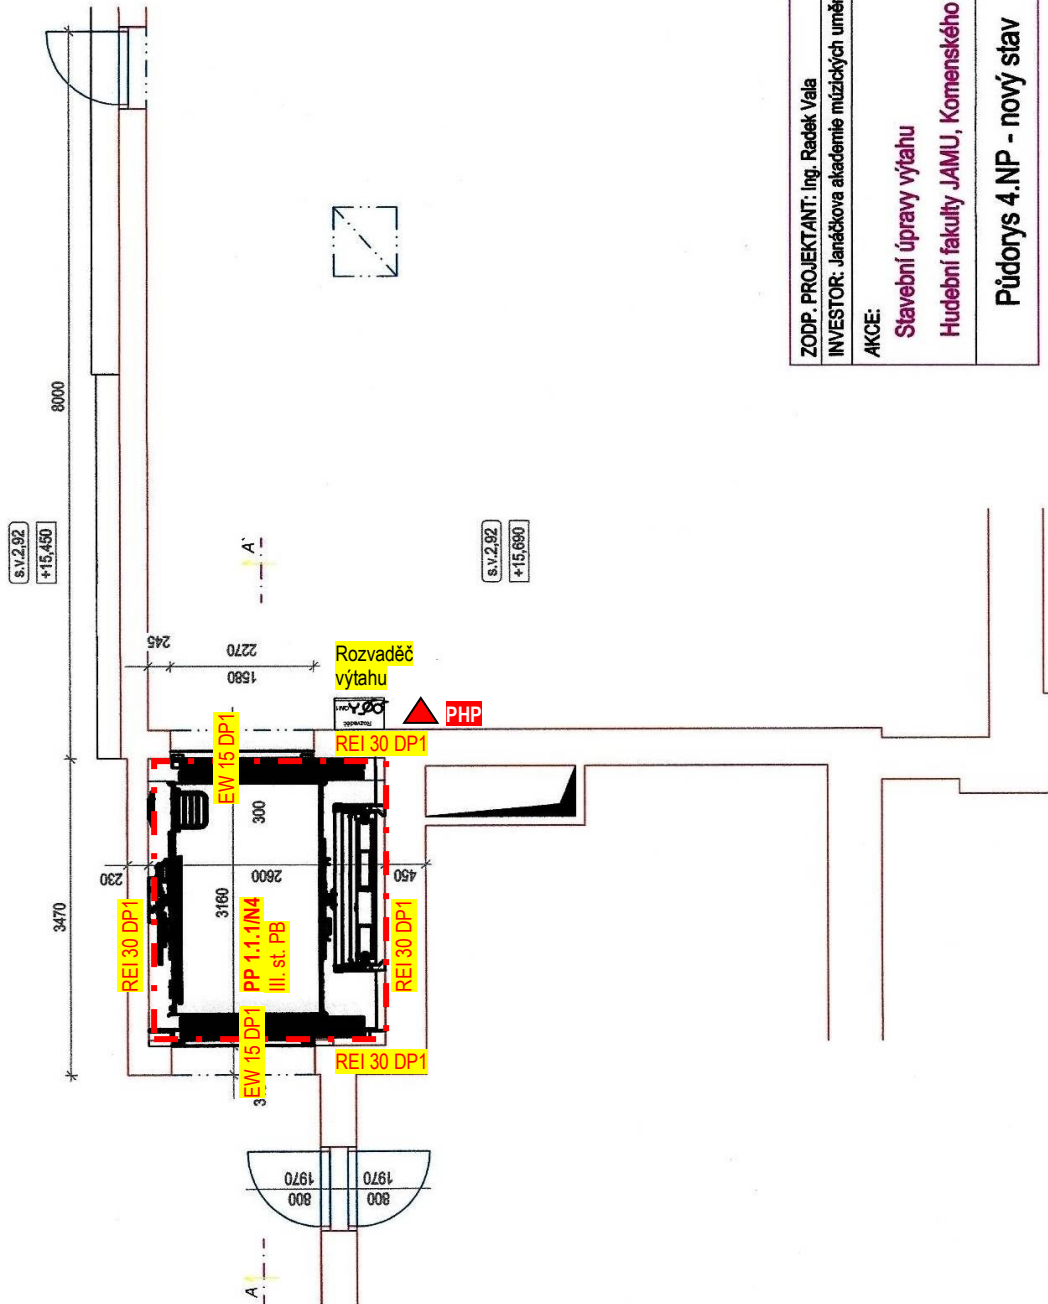 ZODP. PROJEKTANT: Ing. Radek Vala
INVESTOR: Janáčkova akademie múzických umě
AKCE:
Stavební úpravy výtahu
Hudební fakulty JAMU, Komenského
Půdorys 4.NP - nový stav
8000
s.v.2,92
+15,450
A`
s.v.2,92
+15,690
245
2270
1580
Rozvaděč
výtahu
Rozvaděč
PHP
REI 30 DP1
EW 15 DP1
300
230
2600
450
3470
3160
REI 30 DP1
PP 1.1.1/N4
III. st. PB
REI 30 DP1
EW 15 DP1
REI 30 DP1
3
1970
800
1970
800
A